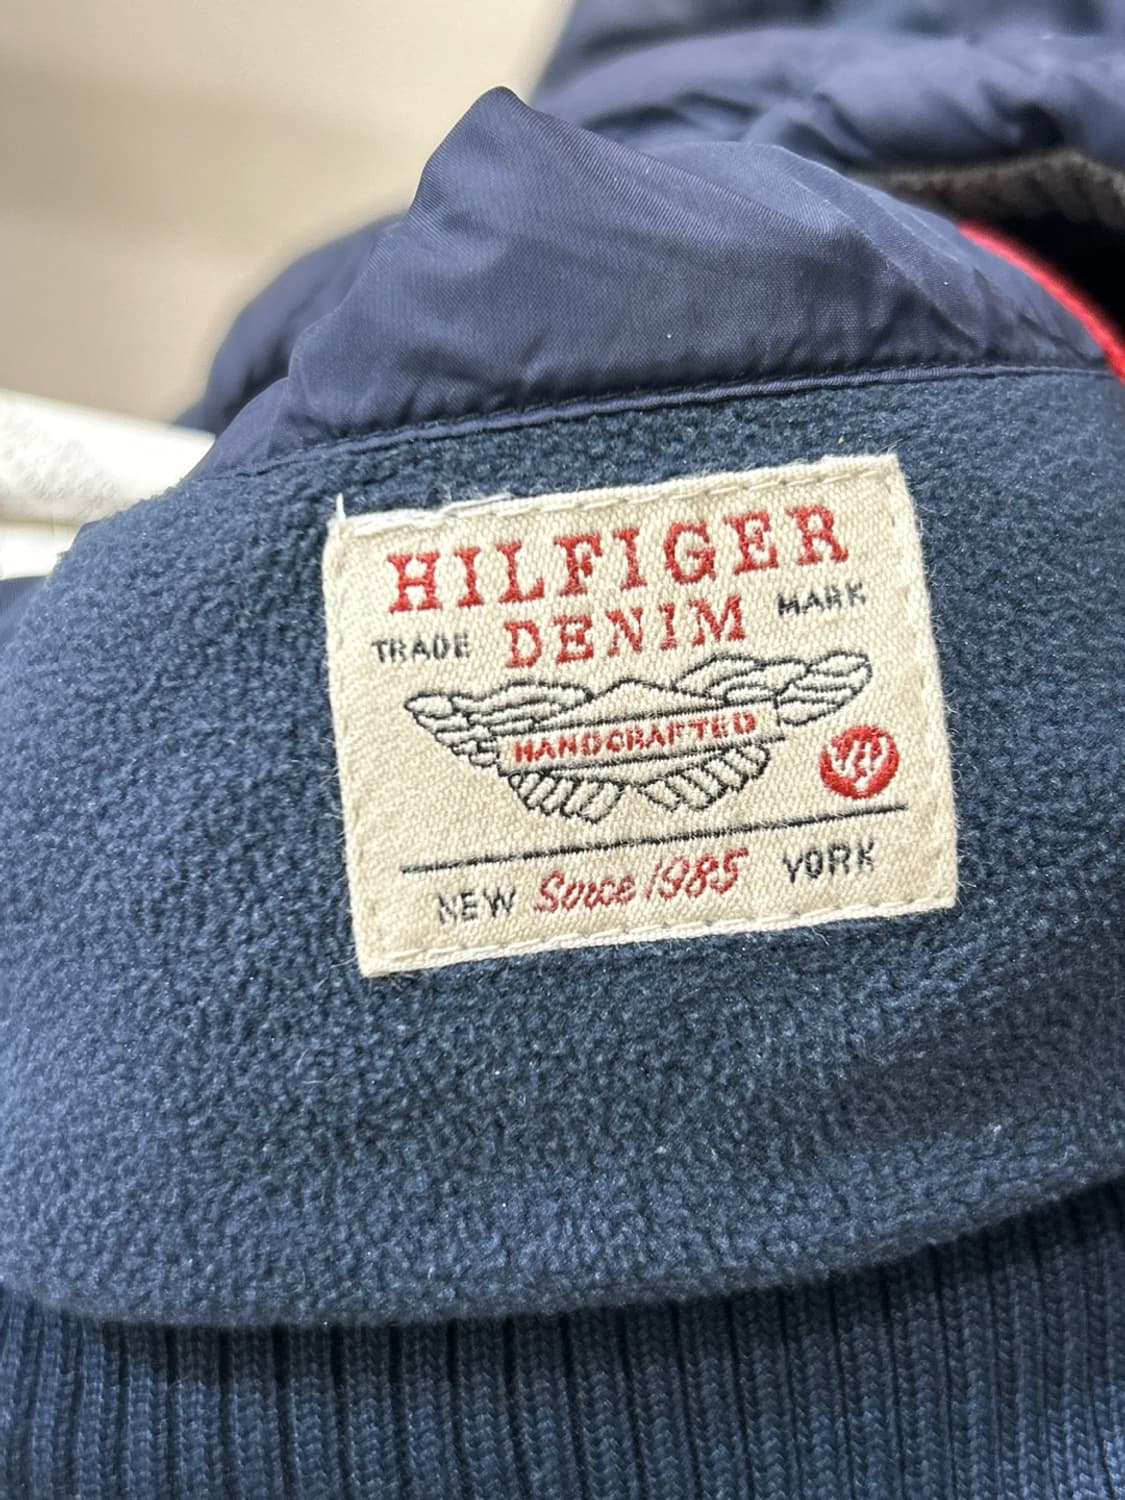 HILFIGER
TRADE DENIM MARK
HANDCRAFTED
NEW Since 1985 YORK